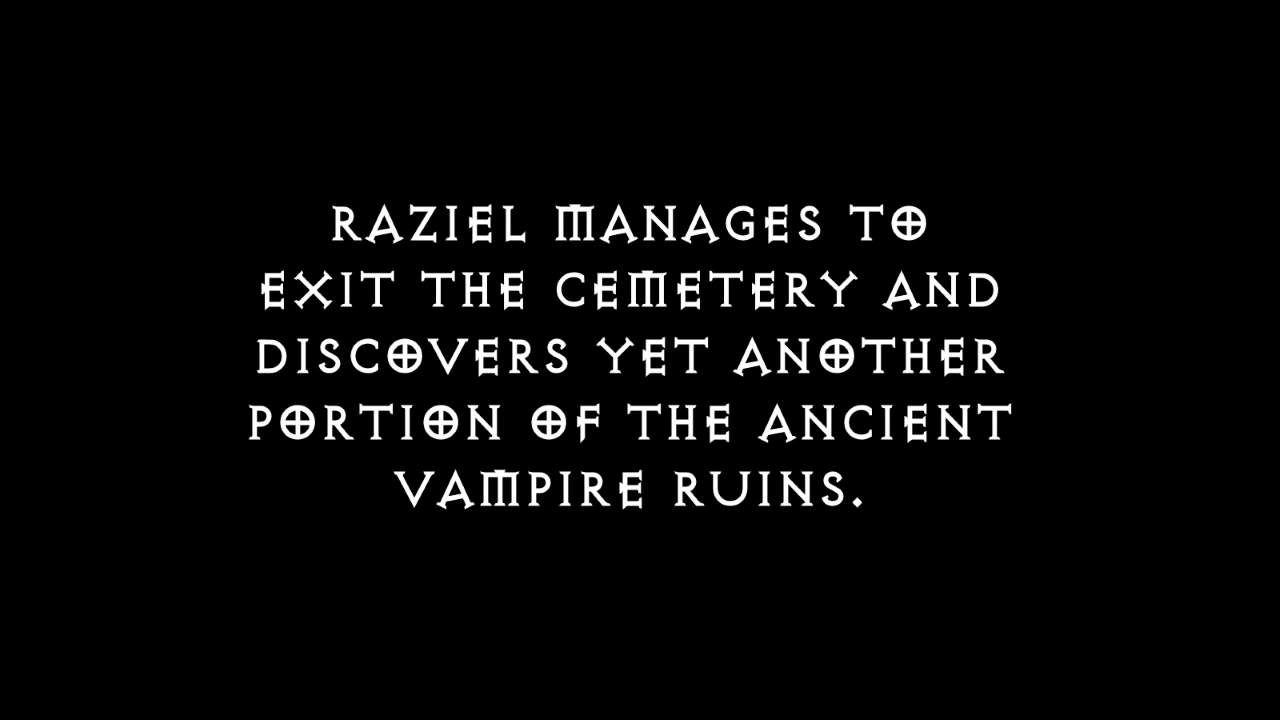 RAZIEL MANAGES TO
EXIT THE CEMETERY AND
DISCOVERS YET ANOTHER
PORTION OF THE ANCIENT
VAMPIRE RUINS.